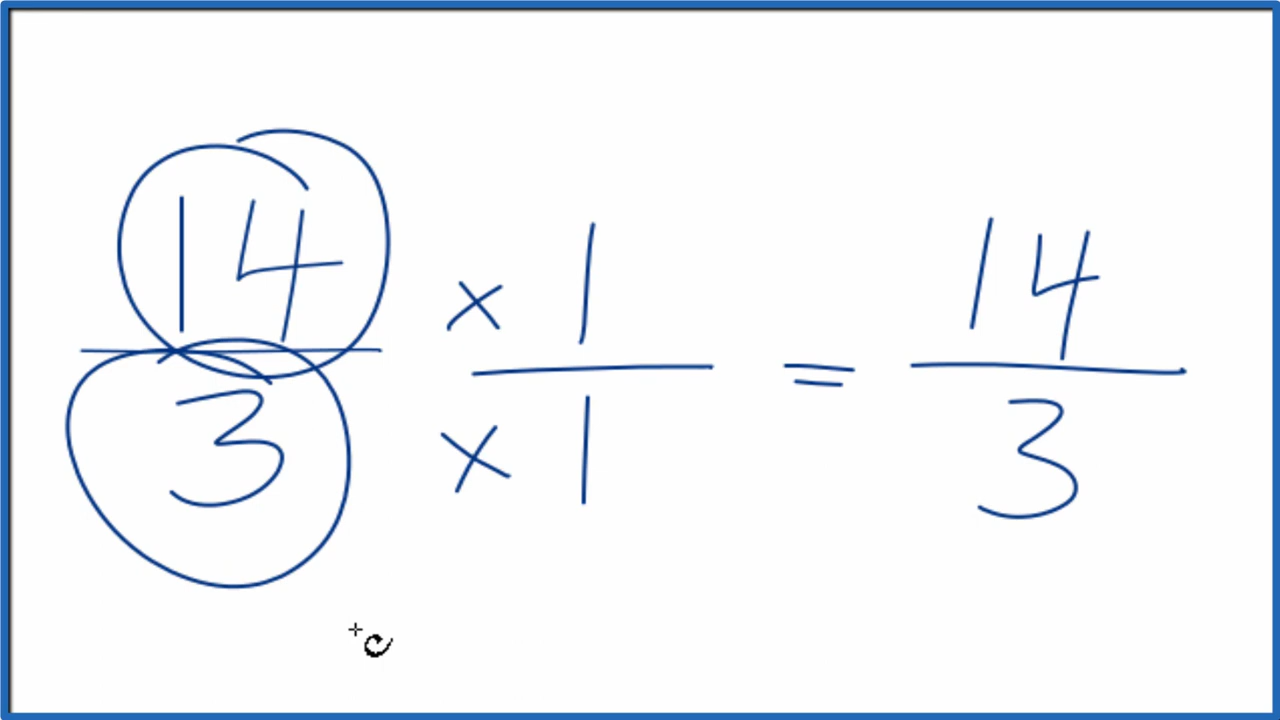 14 × 1 = 14
3 × 1 3